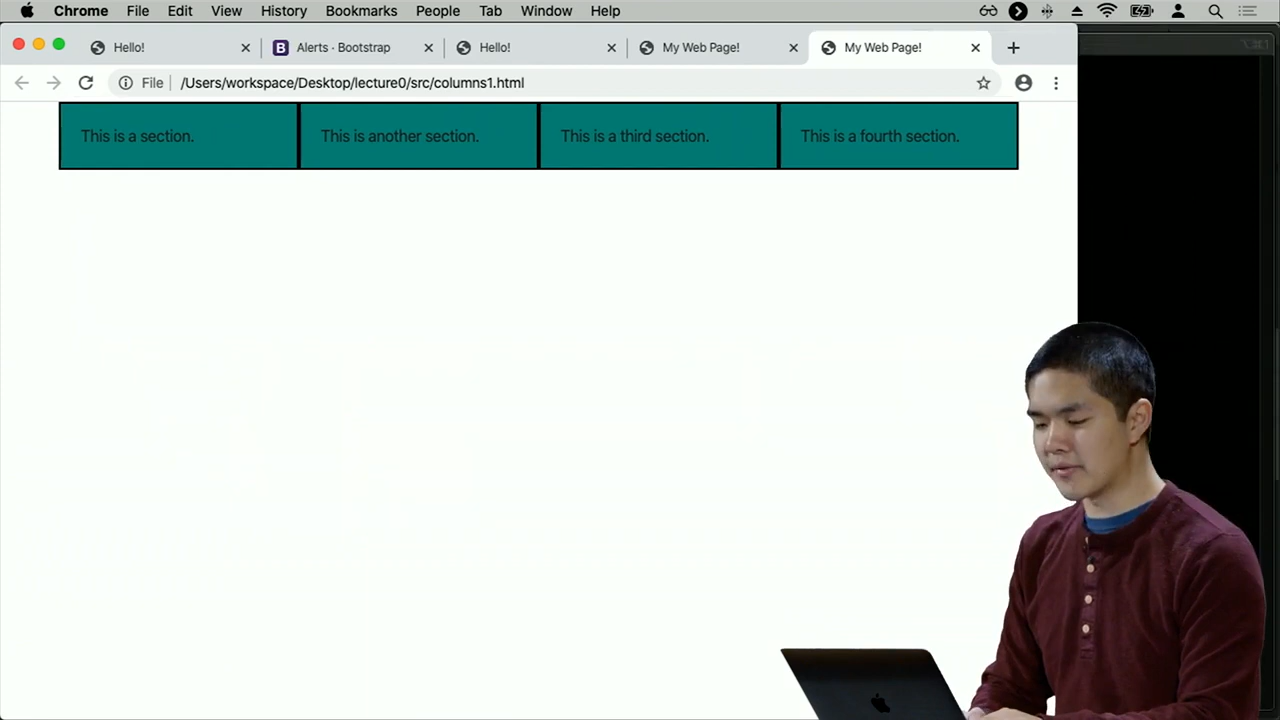 Chrome File Edit View History Bookmarks People Tab Window Help
Hello! B Alerts · Bootstrap Hello! My Web Page! My Web Page!
File /Users/workspace/Desktop/lecture0/src/columns1.html
This is a section. This is another section. This is a third section. This is a fourth section.